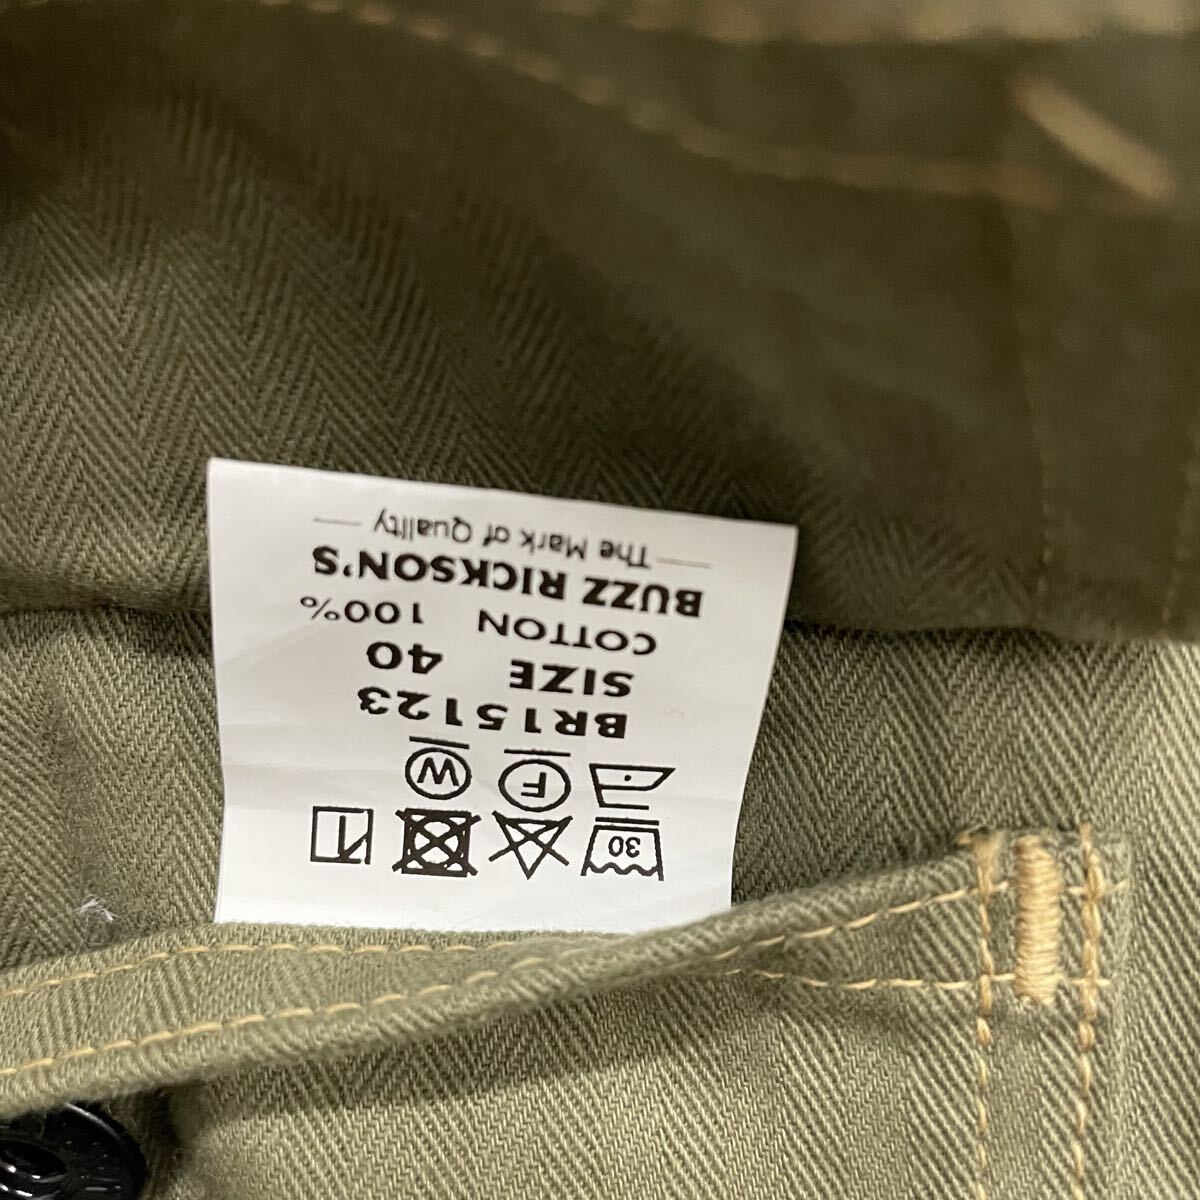 30
F
W
BR15123
SIZE 40
COTTON 100%
BUZZ RICKSON'S
— The Mark of Quality —